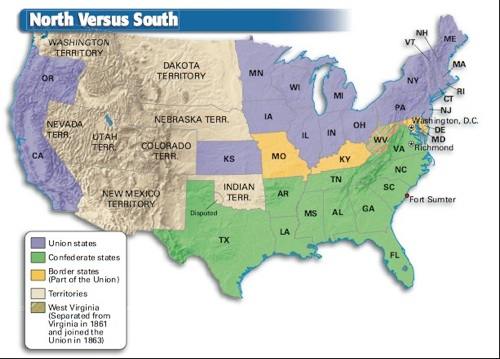 North Versus South
WASHINGTON
TERRITORY
DAKOTA
TERRITORY
OR
MN
WI
MI
NH
VT
ME
MA
NY
RI
CT
NJ
PA
Washington, D.C.
DE
MD
NEVADA
TERR.
UTAH
TERR.
NEBRASKA TERR.
COLORADO
TERR.
IA
IL
IN
OH
WV
VA
Richmond
CA
KS
MO
KY
NEW MEXICO
TERRITORY
INDIAN
TERR.
Disputed
AR
TN
NC
SC
Fort Sumter
TX
LA
MS
AL
GA
FL
Union states
Confederate states
Border states
(Part of the Union)
Territories
West Virginia
(Separated from
Virginia in 1861
and joined the
Union in 1863)